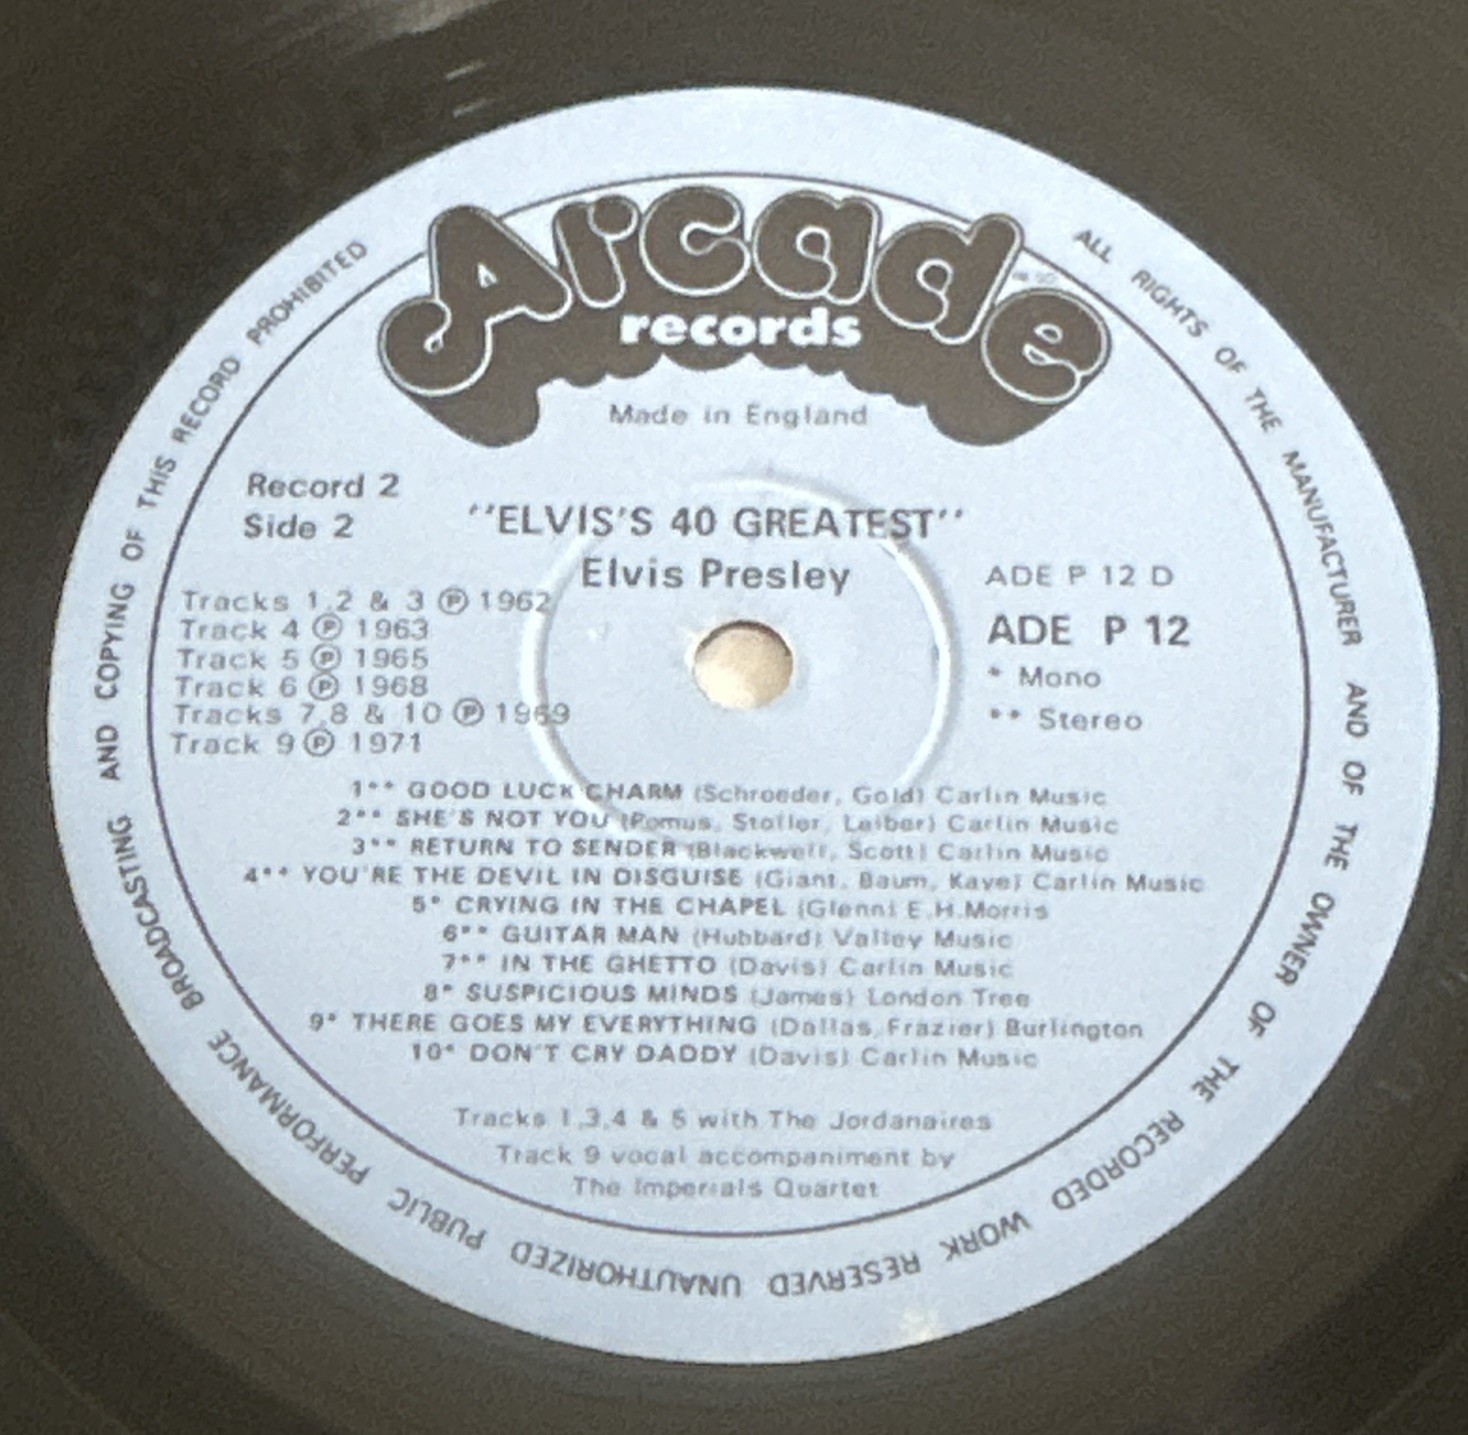 Arcade
records
Made in England
Record 2
Side 2
"ELVIS'S 40 GREATEST"
Elvis Presley
ADE P 12 D
ADE P 12
* Mono
** Stereo
Tracks 1,2 & 3 ℗ 1962
Track 4 ℗ 1963
Track 5 ℗ 1965
Track 6 ℗ 1968
Tracks 7,8 & 10 ℗ 1969
Track 9 ℗ 1971
1** GOOD LUCK CHARM (Schroeder, Gold) Carlin Music
2** SHE'S NOT YOU (Pomus, Stoller, Leiber) Carlin Music
3** RETURN TO SENDER (Blackwell, Scott) Carlin Music
4** YOU'RE THE DEVIL IN DISGUISE (Giant, Baum, Kaye) Carlin Music
5* CRYING IN THE CHAPEL (Glenn) E.H.Morris
6** GUITAR MAN (Hubbard) Valley Music
7** IN THE GHETTO (Davis) Carlin Music
8* SUSPICIOUS MINDS (James) London Tree
9* THERE GOES MY EVERYTHING (Dallas, Frazier) Burlington
10* DON'T CRY DADDY (Davis) Carlin Music
Tracks 1,3,4 & 5 with The Jordanaires
Track 9 vocal accompaniment by
The Imperials Quartet
ALL RIGHTS OF THE MANUFACTURER AND OF THE OWNER OF THE RECORDED WORK RESERVED UNAUTHORIZED PUBLIC PERFORMANCE BROADCASTING AND COPYING OF THIS RECORD PROHIBITED